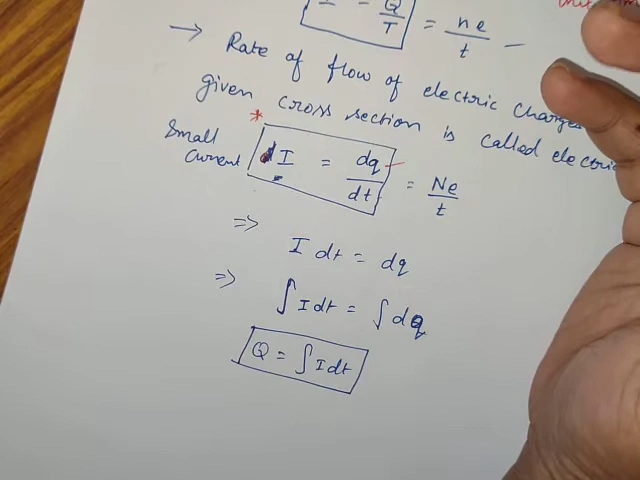 I = Q/T = ne/t –
→ Rate of flow of electric charges
given cross section is called electric
* Small current I = dq/dt = Ne/t
⇒ I dt = dq
⇒ ∫ I dt = ∫ dq
Q = ∫ I dt